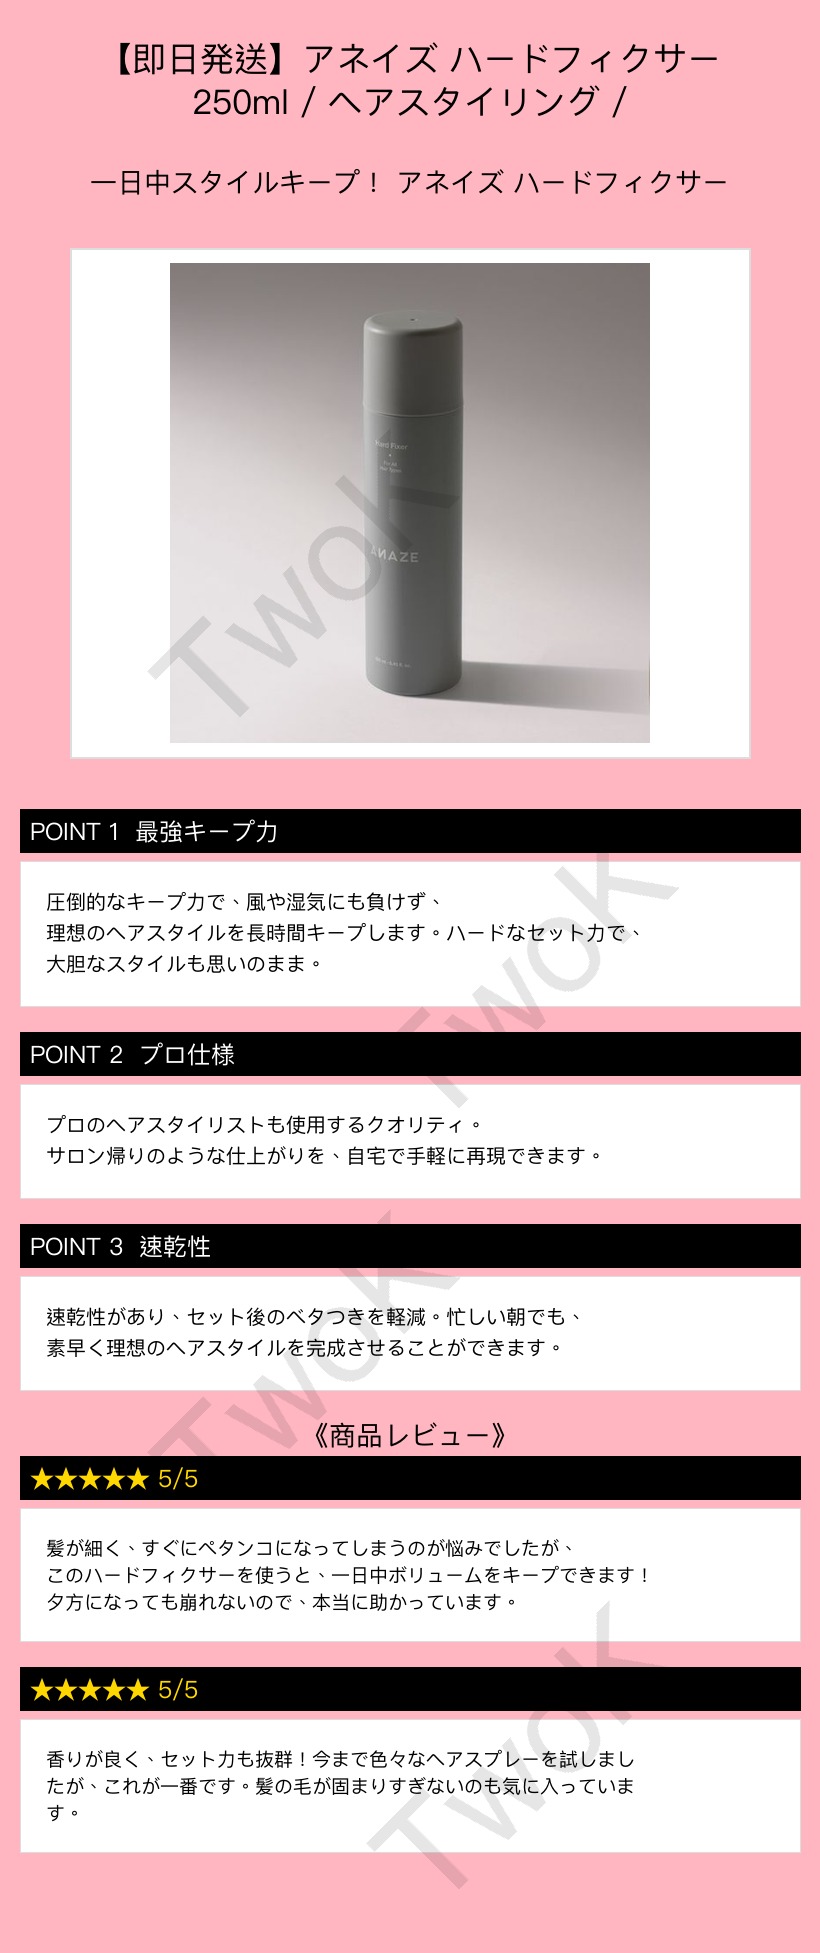 【即日発送】アネイズ ハードフィクサー
250ml / ヘアスタイリング /
一日中スタイルキープ！ アネイズ ハードフィクサー
Hard Fixer
For All
Hair Types
ANAZE
TwoK
POINT 1 最強キープ力
圧倒的なキープ力で、風や湿気にも負けず、
理想のヘアスタイルを長時間キープします。ハードなセット力で、
大胆なスタイルも思いのまま。
TwoK
POINT 2 プロ仕様
プロのヘアスタイリストも使用するクオリティ。
サロン帰りのような仕上がりを、自宅で手軽に再現できます。
POINT 3 速乾性
速乾性があり、セット後のベタつきを軽減。忙しい朝でも、
素早く理想のヘアスタイルを完成させることができます。
TwoK
《商品レビュー》
★★★★★ 5/5
髪が細く、すぐにペタンコになってしまうのが悩みでしたが、
このハードフィクサーを使うと、一日中ボリュームをキープできます！
夕方になっても崩れないので、本当に助かっています。
★★★★★ 5/5
香りが良く、セット力も抜群！今まで色々なヘアスプレーを試しまし
たが、これが一番です。髪の毛が固まりすぎないのも気に入っていま
す。
TwoK